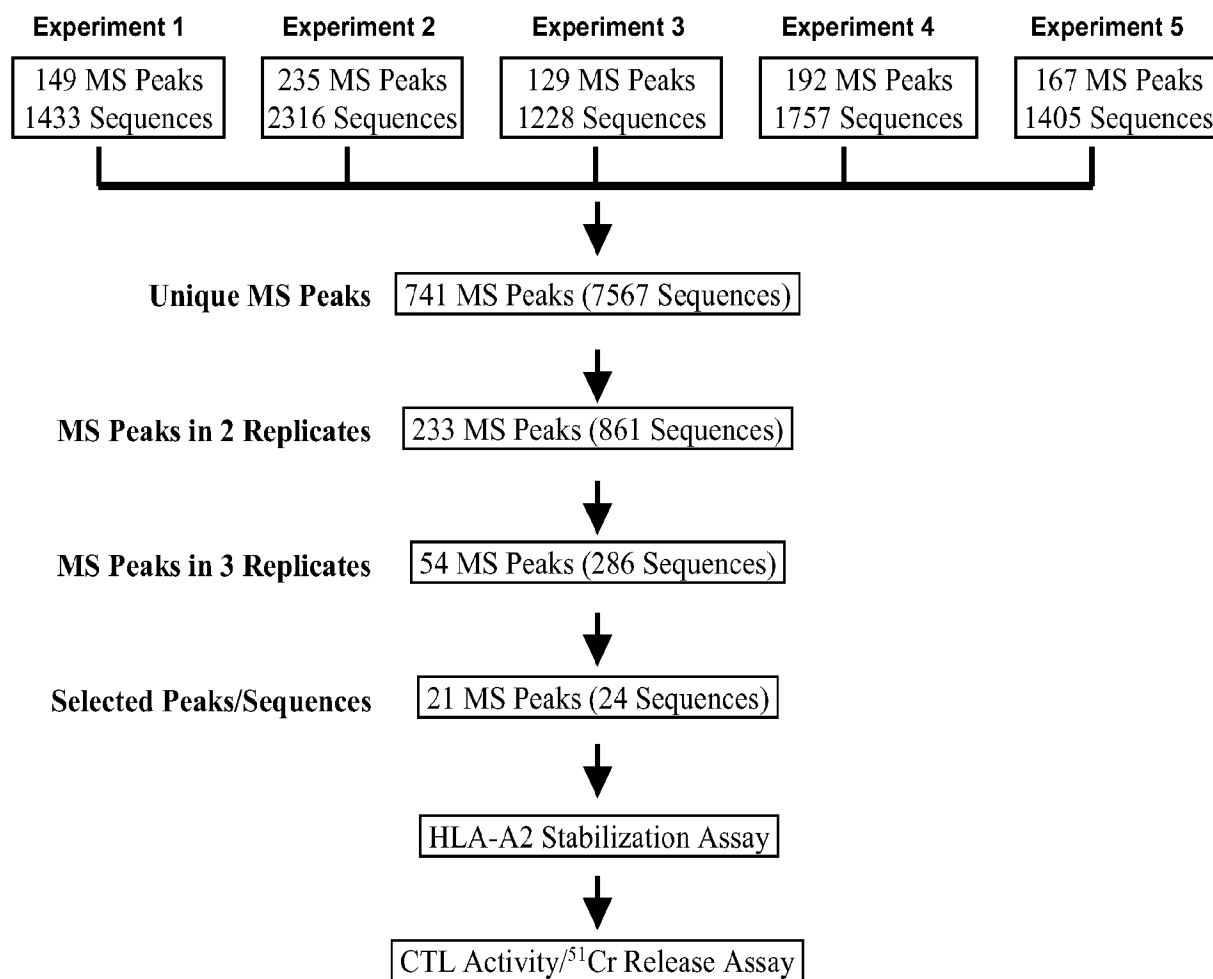 Experiment 1 Experiment 2 Experiment 3 Experiment 4 Experiment 5
149 MS Peaks 235 MS Peaks 129 MS Peaks 192 MS Peaks 167 MS Peaks
1433 Sequences 2316 Sequences 1228 Sequences 1757 Sequences 1405 Sequences
Unique MS Peaks 741 MS Peaks (7567 Sequences)
MS Peaks in 2 Replicates 233 MS Peaks (861 Sequences)
MS Peaks in 3 Replicates 54 MS Peaks (286 Sequences)
Selected Peaks/Sequences 21 MS Peaks (24 Sequences)
HLA-A2 Stabilization Assay
CTL Activity/⁵¹Cr Release Assay